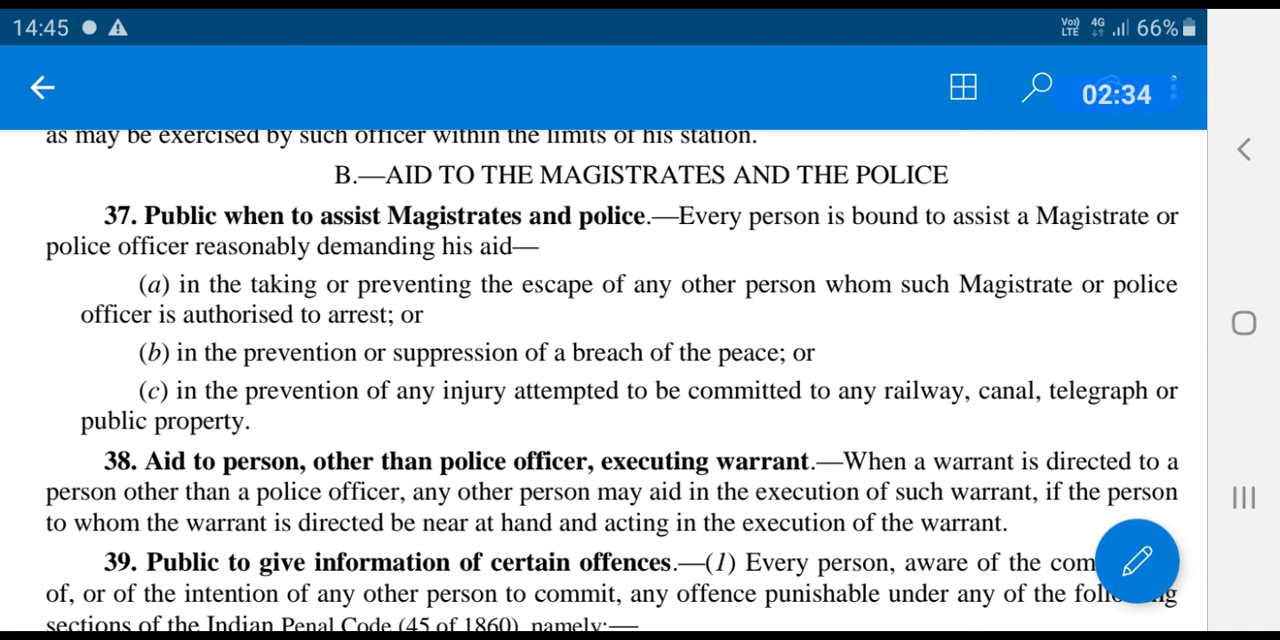 14:45
Vo) LTE 4G 66%
02:34
as may be exercised by such officer within the limits of his station.
B.—AID TO THE MAGISTRATES AND THE POLICE
37. Public when to assist Magistrates and police.—Every person is bound to assist a Magistrate or
police officer reasonably demanding his aid—
(a) in the taking or preventing the escape of any other person whom such Magistrate or police
officer is authorised to arrest; or
(b) in the prevention or suppression of a breach of the peace; or
(c) in the prevention of any injury attempted to be committed to any railway, canal, telegraph or
public property.
38. Aid to person, other than police officer, executing warrant.—When a warrant is directed to a
person other than a police officer, any other person may aid in the execution of such warrant, if the person
to whom the warrant is directed be near at hand and acting in the execution of the warrant.
39. Public to give information of certain offences.—(1) Every person, aware of the com
of, or of the intention of any other person to commit, any offence punishable under any of the
sections of the Indian Penal Code (45 of 1860), namely:—